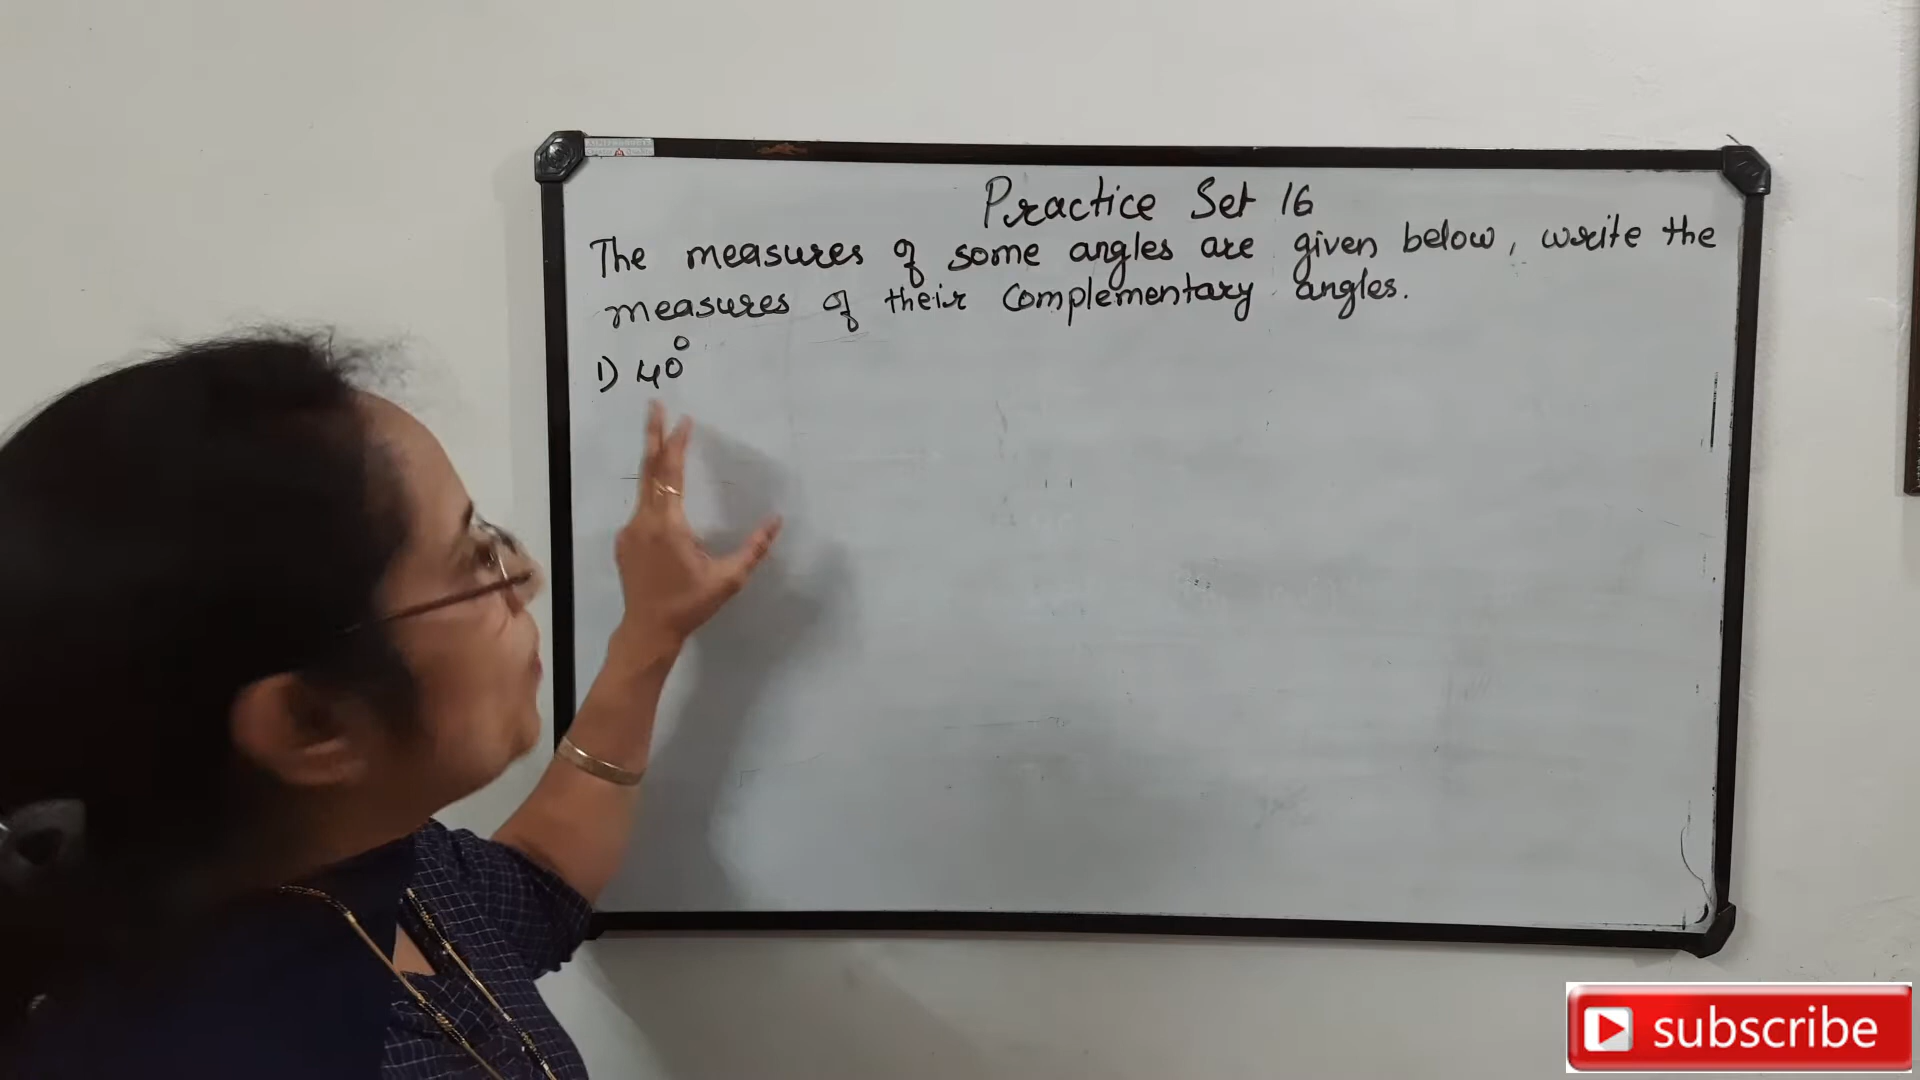 Practice Set 16
The measures of some angles are given below, write the
measures of their complementary angles.
1) 40°
subscribe